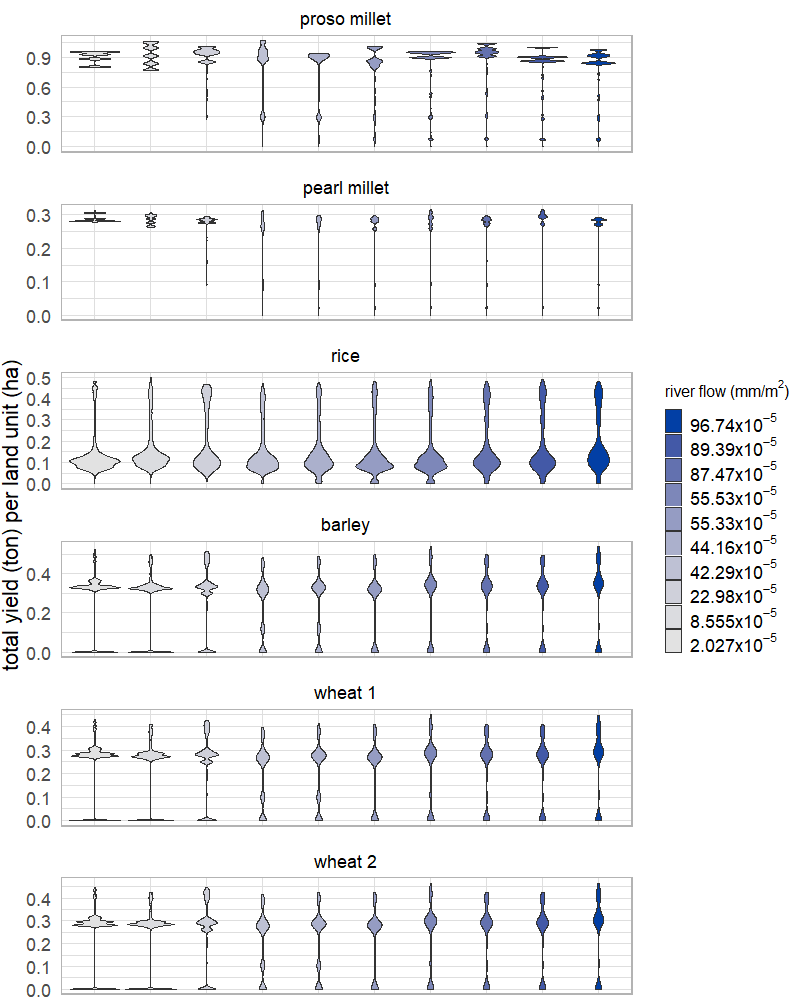 proso millet
0.9
0.6
0.3
0.0
pearl millet
0.3
0.2
0.1
0.0
rice
0.5
0.4
0.3
0.2
0.1
0.0
barley
0.4
0.2
0.0
wheat 1
0.4
0.3
0.2
0.1
0.0
wheat 2
0.4
0.3
0.2
0.1
0.0
total yield (ton) per land unit (ha)
river flow (mm/m²)
96.74x10⁻⁵
89.39x10⁻⁵
87.47x10⁻⁵
55.53x10⁻⁵
55.33x10⁻⁵
44.16x10⁻⁵
42.29x10⁻⁵
22.98x10⁻⁵
8.555x10⁻⁵
2.027x10⁻⁵